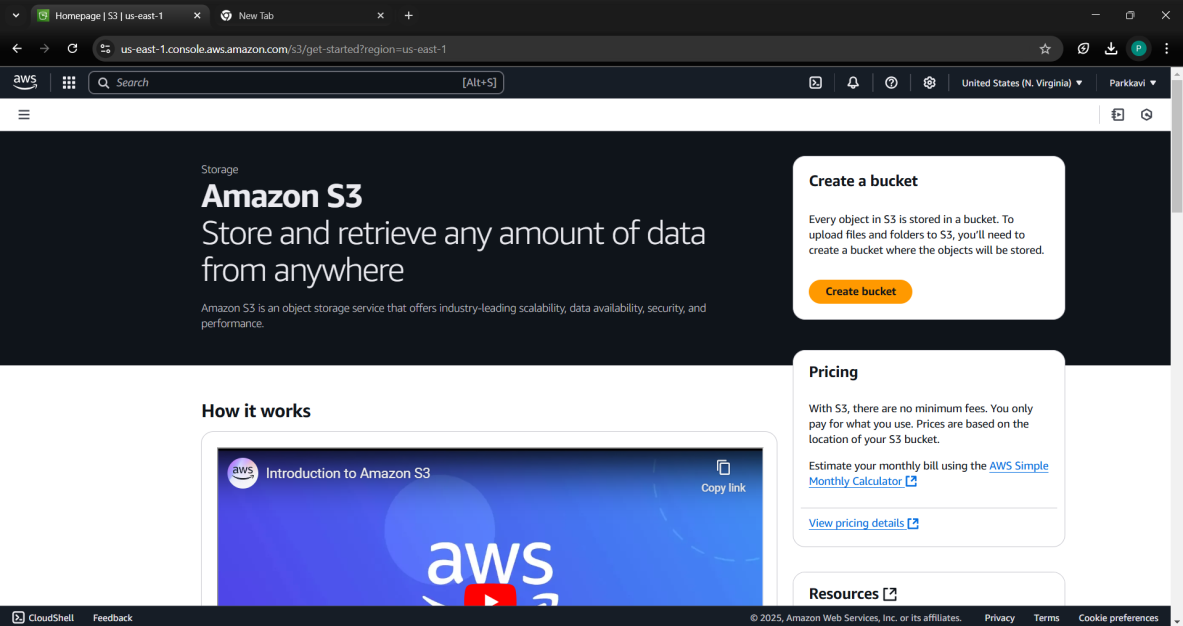 Homepage | S3 | us-east-1
New Tab
us-east-1.console.aws.amazon.com/s3/get-started?region=us-east-1
P
aws
Search
[Alt+S]
United States (N. Virginia)
Parkkavi
Storage
Amazon S3
Store and retrieve any amount of data
from anywhere
Amazon S3 is an object storage service that offers industry-leading scalability, data availability, security, and
performance.
Create a bucket
Every object in S3 is stored in a bucket. To
upload files and folders to S3, you'll need to
create a bucket where the objects will be stored.
Create bucket
Pricing
With S3, there are no minimum fees. You only
pay for what you use. Prices are based on the
location of your S3 bucket.
Estimate your monthly bill using the AWS Simple
Monthly Calculator
View pricing details
How it works
aws
Introduction to Amazon S3
Copy link
aws
Resources
CloudShell
Feedback
© 2025, Amazon Web Services, Inc. or its affiliates.
Privacy
Terms
Cookie preferences